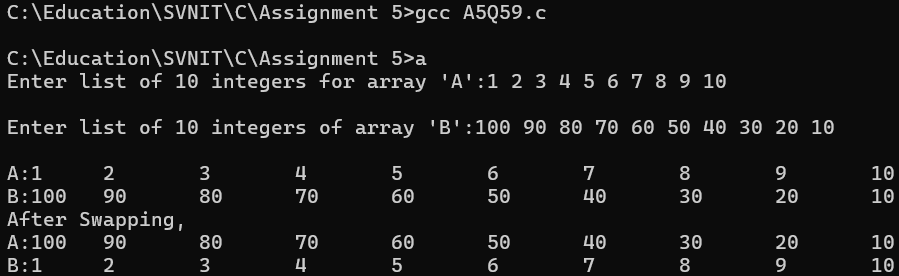 C:\Education\SVNIT\C\Assignment 5>gcc A5Q59.c
C:\Education\SVNIT\C\Assignment 5>a
Enter list of 10 integers for array 'A':1 2 3 4 5 6 7 8 9 10
Enter list of 10 integers of array 'B':100 90 80 70 60 50 40 30 20 10
A:1 2 3 4 5 6 7 8 9 10
B:100 90 80 70 60 50 40 30 20 10
After Swapping,
A:100 90 80 70 60 50 40 30 20 10
B:1 2 3 4 5 6 7 8 9 10